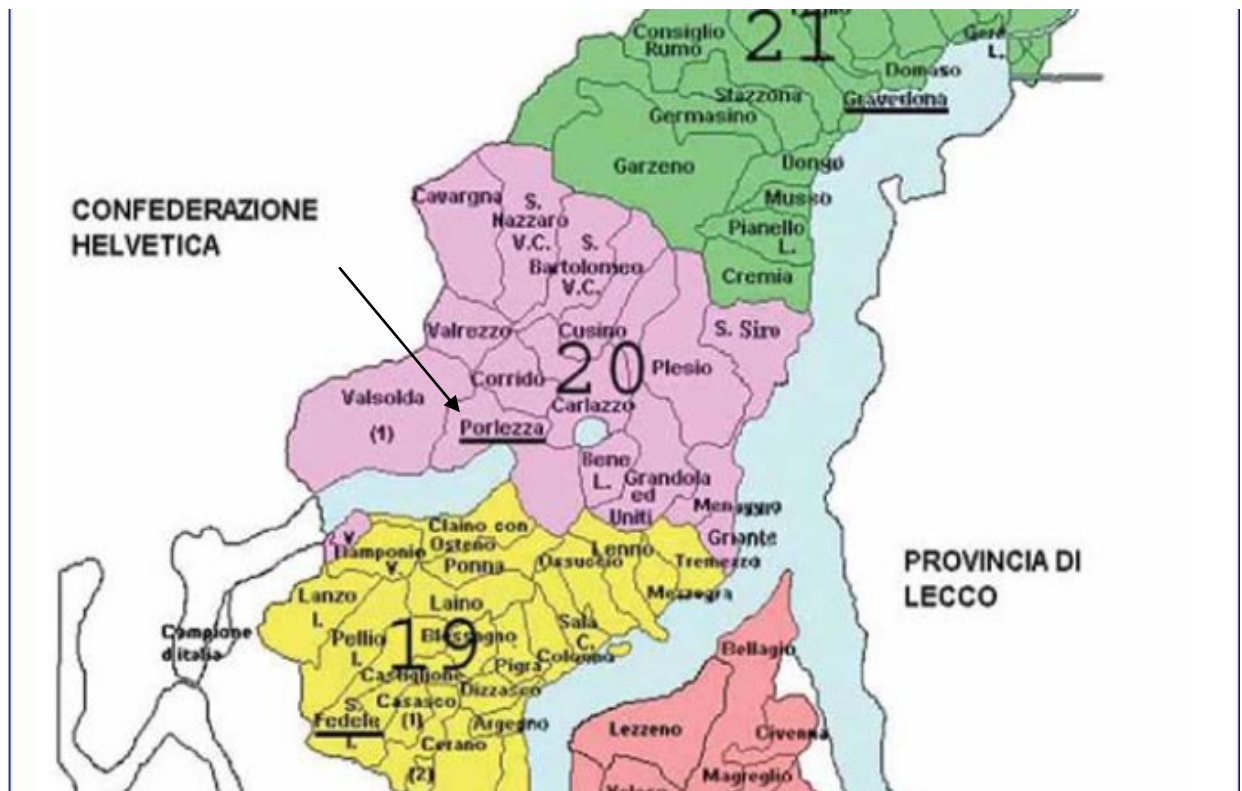 21
Consiglio
Rumo
Gera
L.
Domaso
Stazzona
Gravedona
Germasino
Garzeno
Dongo
Musso
Pianello
L.
Cremia
CONFEDERAZIONE
HELVETICA
Cavargna
S.
Nazzaro
V.C.
S.
Bartolomeo
V.C.
Valrezzo
Cusino
S. Siro
20
Plesio
Corrido
Valsolda
(1)
Carlazzo
Porlezza
Bene
L.
Grandola
ed
Uniti
Menaggio
Griante
V.
Claino con
Osteno
Ramponio
V
Ponna
Ossuccio
Lenno
Tremezzo
Mezzegra
PROVINCIA DI
LECCO
Lanzo
I.
Laino
19
Campione
d'italia
Pellio
I.
Blessagno
Sala
C.
Colonno
Pigra
Castiglione
Dizzasco
S.
Fedele
I.
Casasco
(1)
Argegno
Cerano
(2)
Bellagio
Lezzeno
Civenna
Magreglio